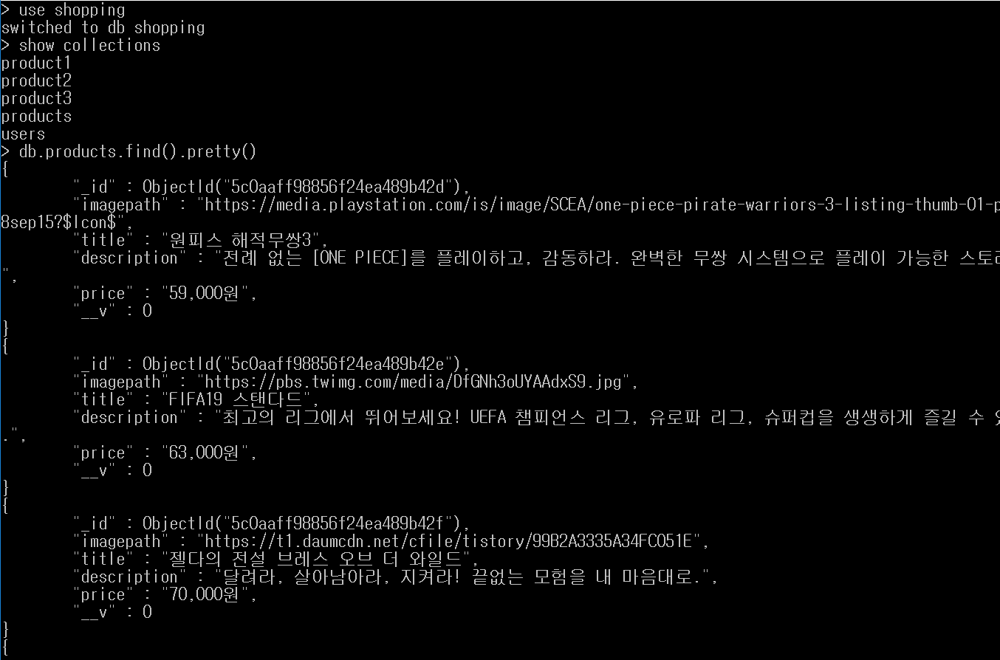 > use shopping
switched to db shopping
> show collections
product1
product2
product3
products
users
> db.products.find().pretty()
{
"_id" : ObjectId("5c0aaff98856f24ea489b42d"),
"imagepath" : "https://media.playstation.com/is/image/SCEA/one-piece-pirate-warriors-3-listing-thumb-01-p
8sep15?$Icon$",
"title" : "원피스 해적무쌍3",
"description" : "전례 없는 [ONE PIECE]를 플레이하고, 감동하라. 완벽한 무쌍 시스템으로 플레이 가능한
",
"price" : "59,000원",
"__v" : 0
}
{
"_id" : ObjectId("5c0aaff98856f24ea489b42e"),
"imagepath" : "https://pbs.twimg.com/media/DfGNh3oUYAAdxS9.jpg",
"title" : "FIFA19 스탠다드",
"description" : "최고의 리그에서 뛰어보세요! UEFA 챔피언스 리그, 유로파 리그, 슈퍼컵을 생생하게 즐길 수
.",
"price" : "63,000원",
"__v" : 0
}
{
"_id" : ObjectId("5c0aaff98856f24ea489b42f"),
"imagepath" : "https://t1.daumcdn.net/cfile/tistory/99B2A3335A34FC051E",
"title" : "젤다의 전설 브레스 오브 더 와일드",
"description" : "달려라, 살아남아라, 지켜라! 끝없는 모험을 내 마음대로.",
"price" : "70,000원",
"__v" : 0
}
{